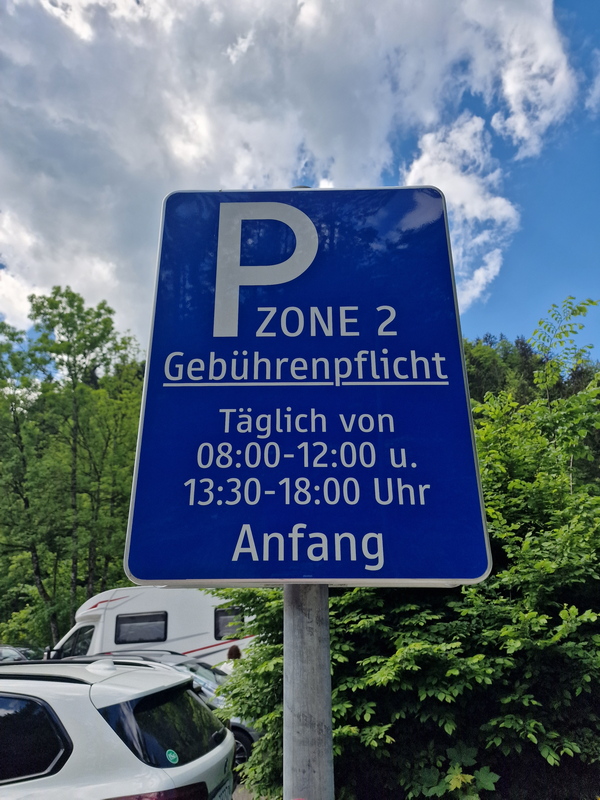 P
ZONE 2
Gebührenpflicht
Täglich von
08:00-12:00 u.
13:30-18:00 Uhr
Anfang